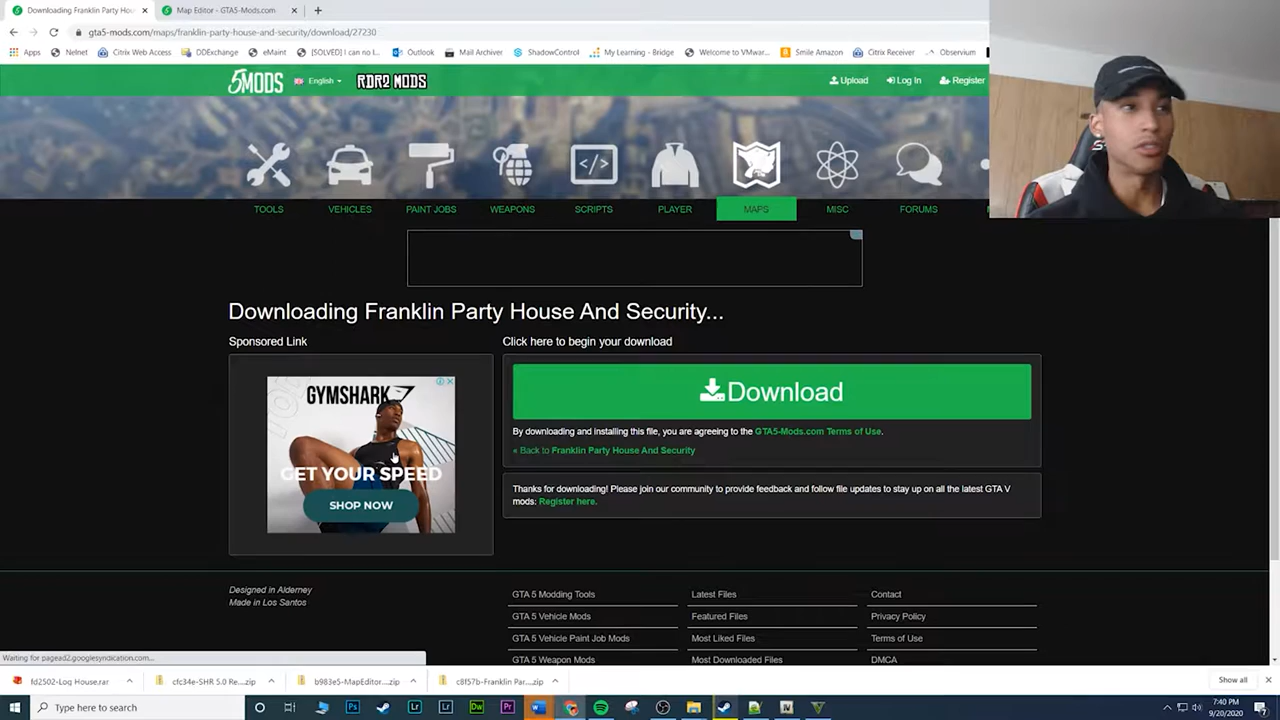 Downloading Franklin Party Hou
Map Editor - GTA5-Mods.com
gta5-mods.com/maps/franklin-party-house-and-security/download/27230
Apps
Nelnet
Citrix Web Access
DDExchange
eMaint
[SOLVED] I can no l...
Outlook
Mail Archiver
ShadowControl
My Learning - Bridge
Welcome to VMwar...
Smile Amazon
Citrix Receiver
Observium
5MODS
English
RDR2 MODS
Upload
Log In
Register
TOOLS
VEHICLES
PAINT JOBS
WEAPONS
SCRIPTS
PLAYER
MAPS
MISC
FORUMS
Downloading Franklin Party House And Security...
Sponsored Link
Click here to begin your download
GYMSHARK
GET YOUR SPEED
SHOP NOW
Download
By downloading and installing this file, you are agreeing to the GTA5-Mods.com Terms of Use.
« Back to Franklin Party House And Security
Thanks for downloading! Please join our community to provide feedback and follow file updates to stay up on all the latest GTA V
mods: Register here.
Designed in Alderney
Made in Los Santos
GTA 5 Modding Tools
Latest Files
Contact
GTA 5 Vehicle Mods
Featured Files
Privacy Policy
GTA 5 Vehicle Paint Job Mods
Most Liked Files
Terms of Use
GTA 5 Weapon Mods
Most Downloaded Files
DMCA
Waiting for pagead2.googlesyndication.com...
fd2502-Log House.rar
cfc34e-SHR 5.0 Re....zip
b983e5-MapEditor....zip
c8f57b-Franklin Par....zip
Show all
Type here to search
7:40 PM
9/20/2020